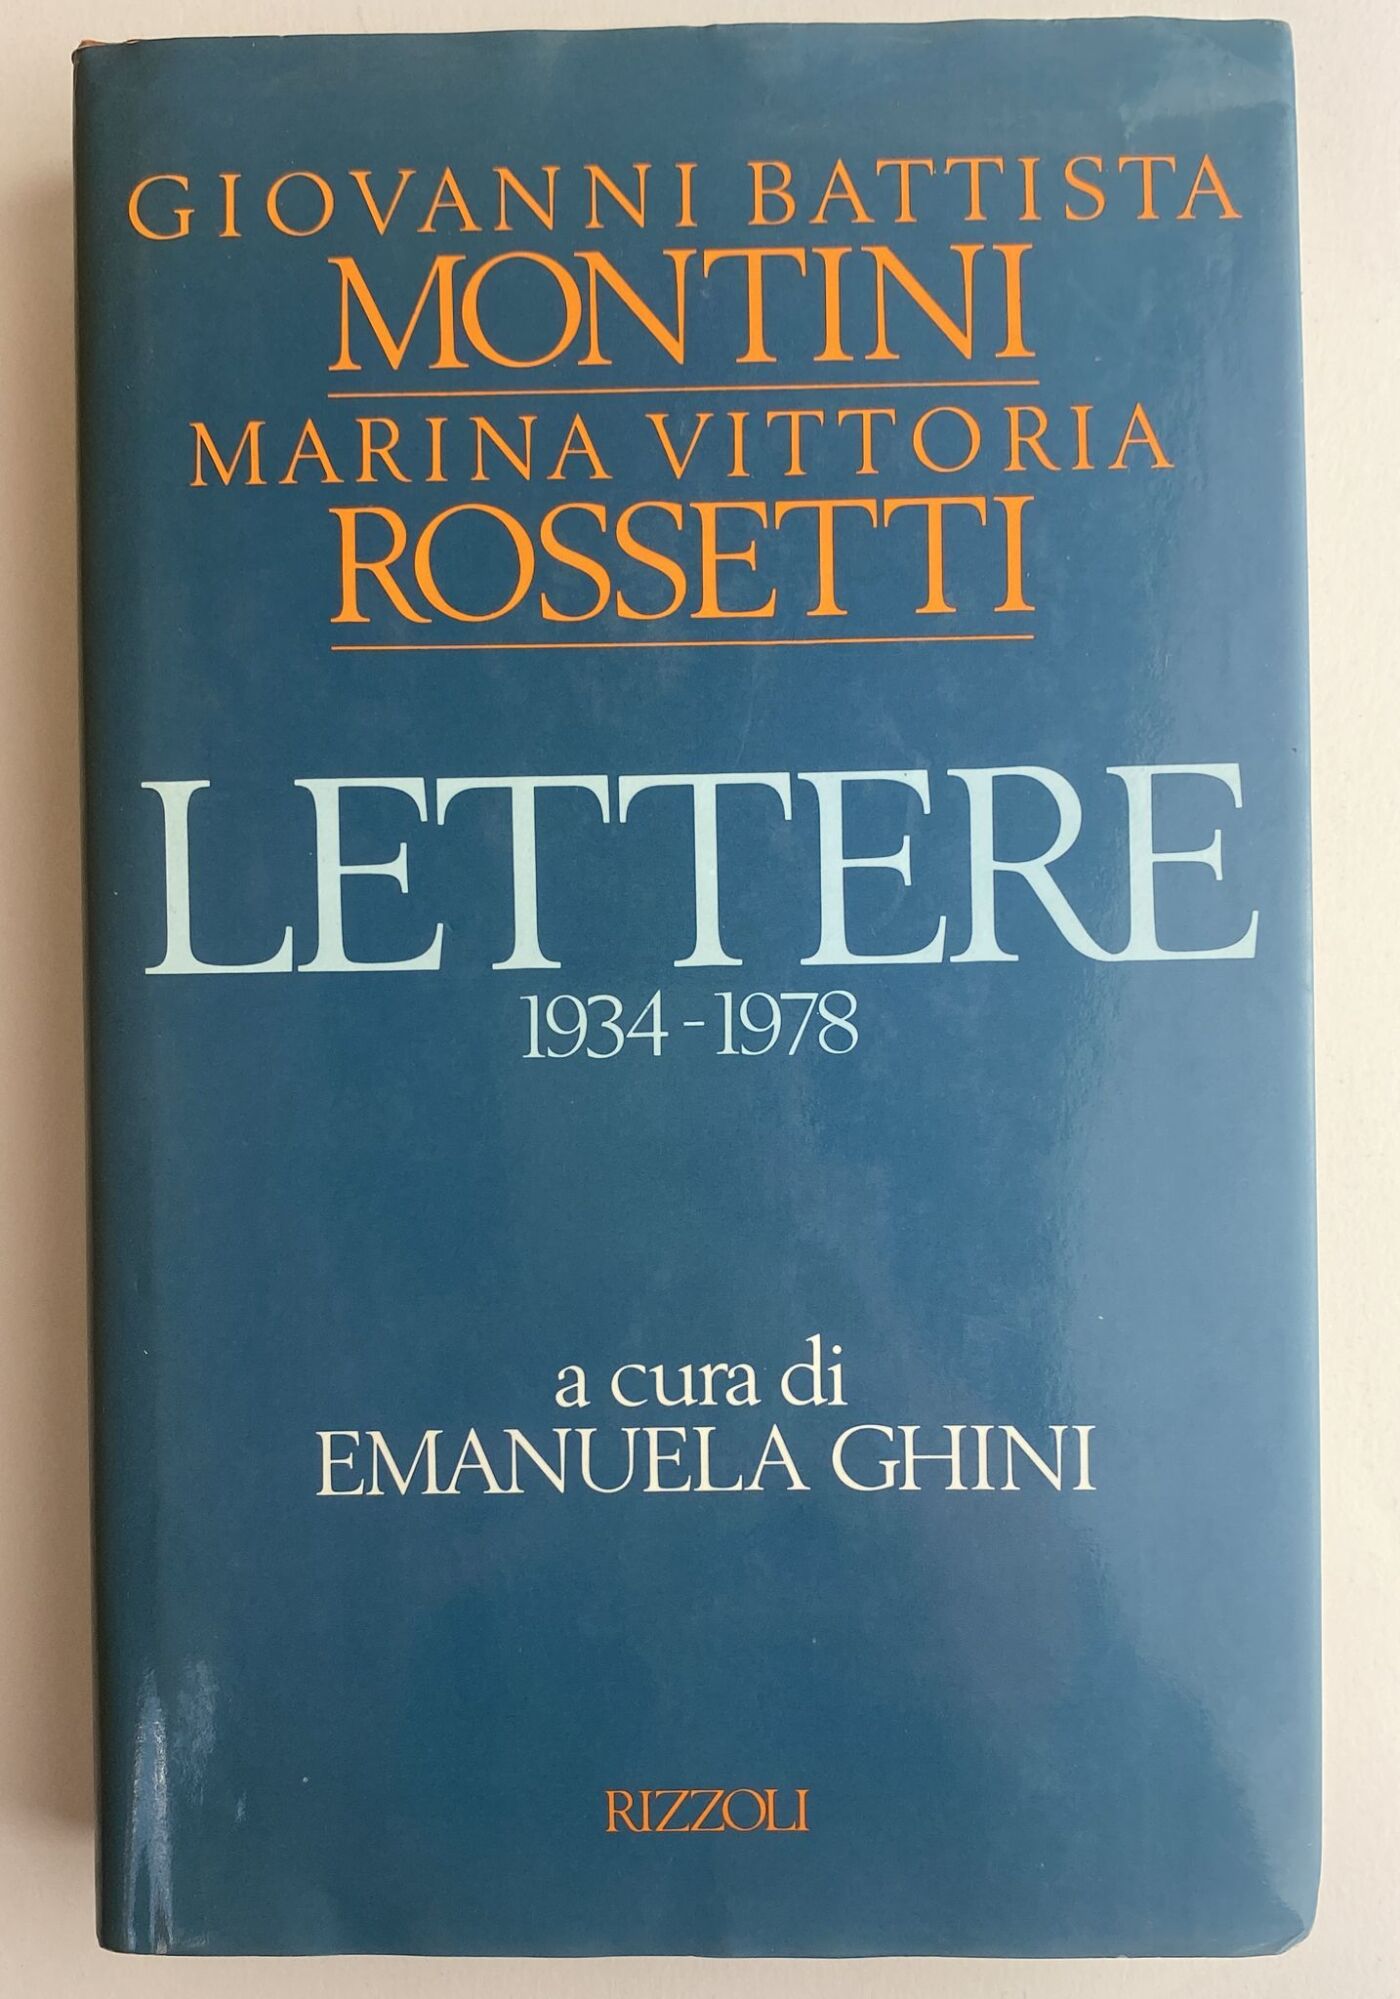 GIOVANNI BATTISTA
MONTINI
MARINA VITTORIA
ROSSETTI
LETTERE
1934-1978
a cura di
EMANUELA GHINI
RIZZOLI